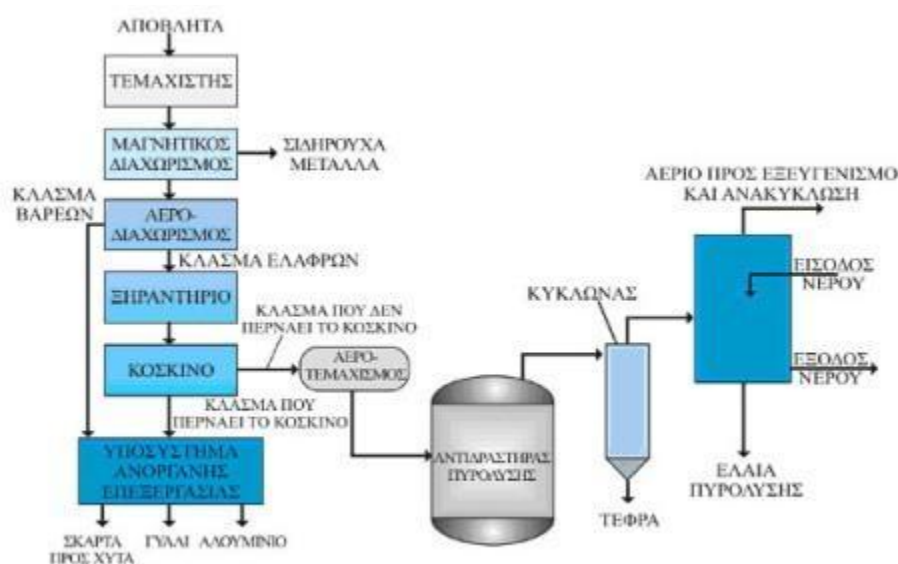 ΑΠΟΒΛΗΤΑ
ΤΕΜΑΧΙΣΤΗΣ
ΜΑΓΝΗΤΙΚΟΣ
ΔΙΑΧΩΡΙΣΜΟΣ
ΣΙΔΗΡΟΥΧΑ
ΜΕΤΑΛΛΑ
ΚΛΑΣΜΑ
ΒΑΡΕΩΝ
ΑΕΡΟ-
ΔΙΑΧΩΡΙΣΜΟΣ
ΚΛΑΣΜΑ ΕΛΑΦΡΩΝ
ΞΗΡΑΝΤΗΡΙΟ
ΚΛΑΣΜΑ ΠΟΥ ΔΕΝ
ΠΕΡΝΑΕΙ ΤΟ ΚΟΣΚΙΝΟ
ΚΟΣΚΙΝΟ
ΑΕΡΟ-
ΤΕΜΑΧΙΣΜΟΣ
ΚΛΑΣΜΑ ΠΟΥ
ΠΕΡΝΑΕΙ ΤΟ ΚΟΣΚΙΝΟ
ΥΠΟΣΥΣΤΗΜΑ
ΑΝΟΡΓΑΝΗΣ
ΕΠΕΞΕΡΓΑΣΙΑΣ
ΣΚΑΡΤΑ
ΠΡΟΣ ΧΥΤΑ
ΓΥΑΛΙ
ΑΛΟΥΜΙΝΙΟ
ΑΝΤΙΔΡΑΣΤΗΡΑΣ
ΠΥΡΟΛΥΣΗΣ
ΚΥΚΛΩΝΑΣ
ΤΕΦΡΑ
ΑΕΡΙΟ ΠΡΟΣ ΕΞΕΥΓΕΝΙΣΜΟ
ΚΑΙ ΑΝΑΚΥΚΛΩΣΗ
ΕΙΣΟΔΟΣ
ΝΕΡΟΥ
ΕΞΟΔΟΣ
ΝΕΡΟΥ
ΕΛΑΙΑ
ΠΥΡΟΛΥΣΗΣ